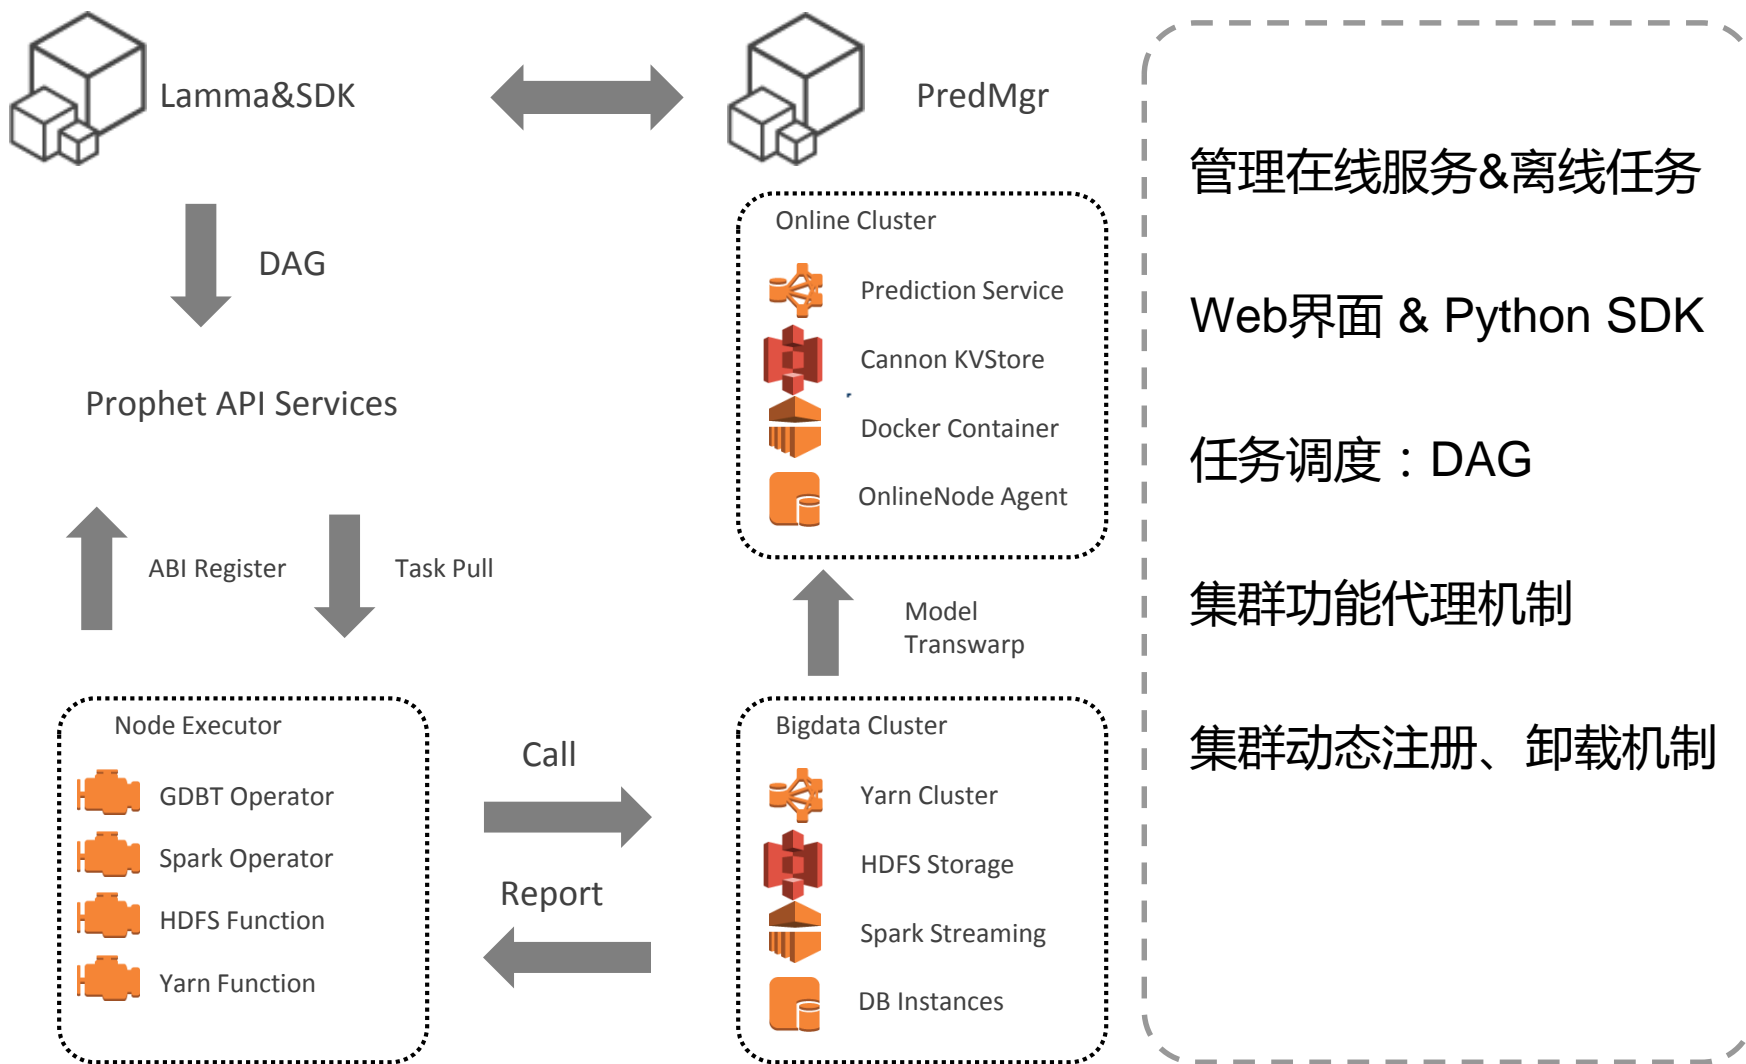 Lamma&SDK
PredMgr
DAG
Prophet API Services
ABI Register
Task Pull
Node Executor
GDBT Operator
Spark Operator
HDFS Function
Yarn Function
Call
Report
Online Cluster
Prediction Service
Cannon KVStore
Docker Container
OnlineNode Agent
Model
Transwarp
Bigdata Cluster
Yarn Cluster
HDFS Storage
Spark Streaming
DB Instances
管理在线服务&离线任务
Web界面 & Python SDK
任务调度：DAG
集群功能代理机制
集群动态注册、卸载机制